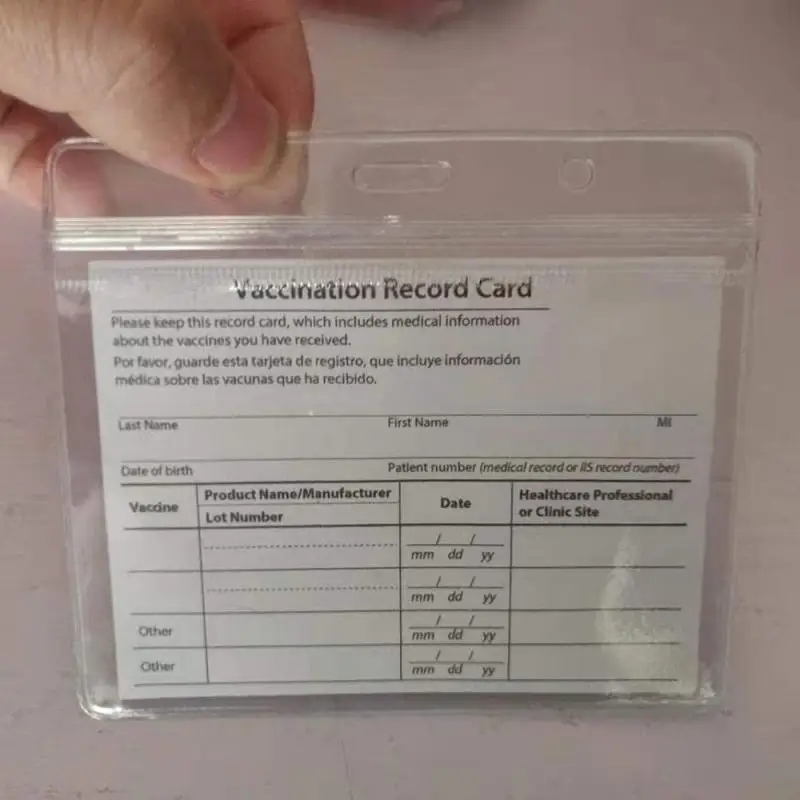 Vaccination Record Card
Please keep this record card, which includes medical information
about the vaccines you have received.
Por favor, guarde esta tarjeta de registro, que incluye información
médica sobre las vacunas que ha recibido.
Last Name First Name MI
Date of birth Patient number (medical record or IIS record number)
Vaccine Product Name/Manufacturer Date Healthcare Professional
Lot Number or Clinic Site
/ /
mm dd yy
/ /
mm dd yy
Other / /
mm dd yy
Other / /
mm dd yy